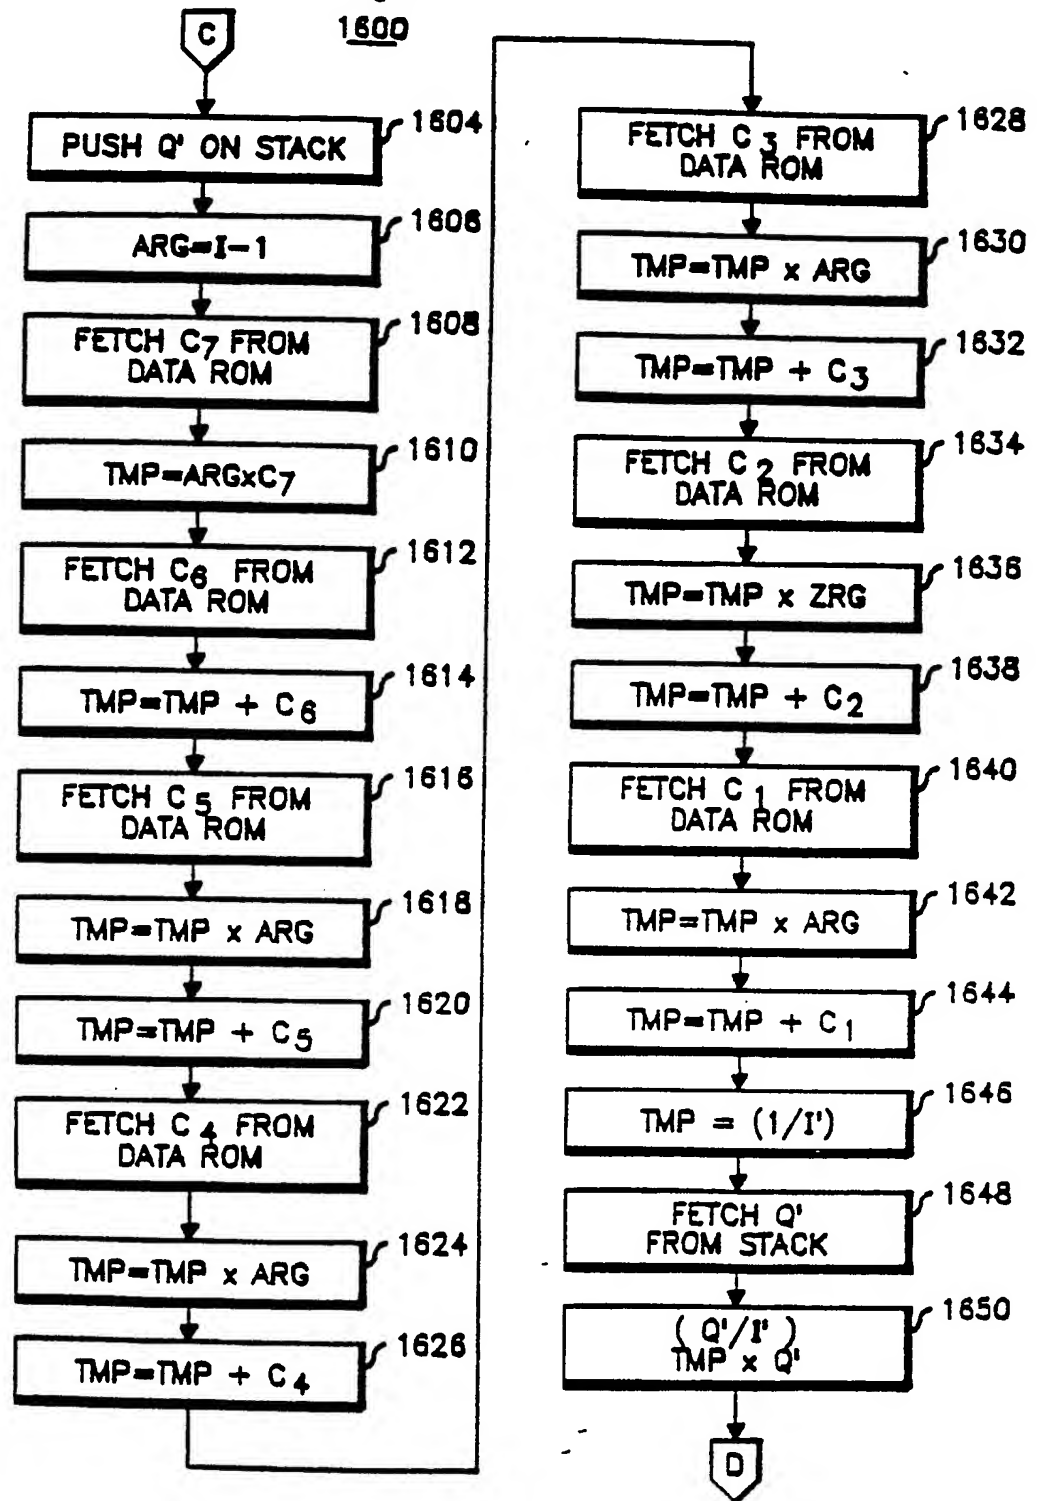 C
1600
PUSH Q' ON STACK
1604
ARG=I-1
1606
FETCH C7 FROM
DATA ROM
1608
TMP=ARGxC7
1610
FETCH C6 FROM
DATA ROM
1612
TMP=TMP + C6
1614
FETCH C5 FROM
DATA ROM
1616
TMP=TMP x ARG
1618
TMP=TMP + C5
1620
FETCH C4 FROM
DATA ROM
1622
TMP=TMP x ARG
1624
TMP=TMP + C4
1626
FETCH C3 FROM
DATA ROM
1628
TMP=TMP x ARG
1630
TMP=TMP + C3
1632
FETCH C2 FROM
DATA ROM
1634
TMP=TMP x ZRG
1636
TMP=TMP + C2
1638
FETCH C1 FROM
DATA ROM
1640
TMP=TMP x ARG
1642
TMP=TMP + C1
1644
TMP = (1/I')
1646
FETCH Q'
FROM STACK
1648
( Q'/I' )
TMP x Q'
1650
D